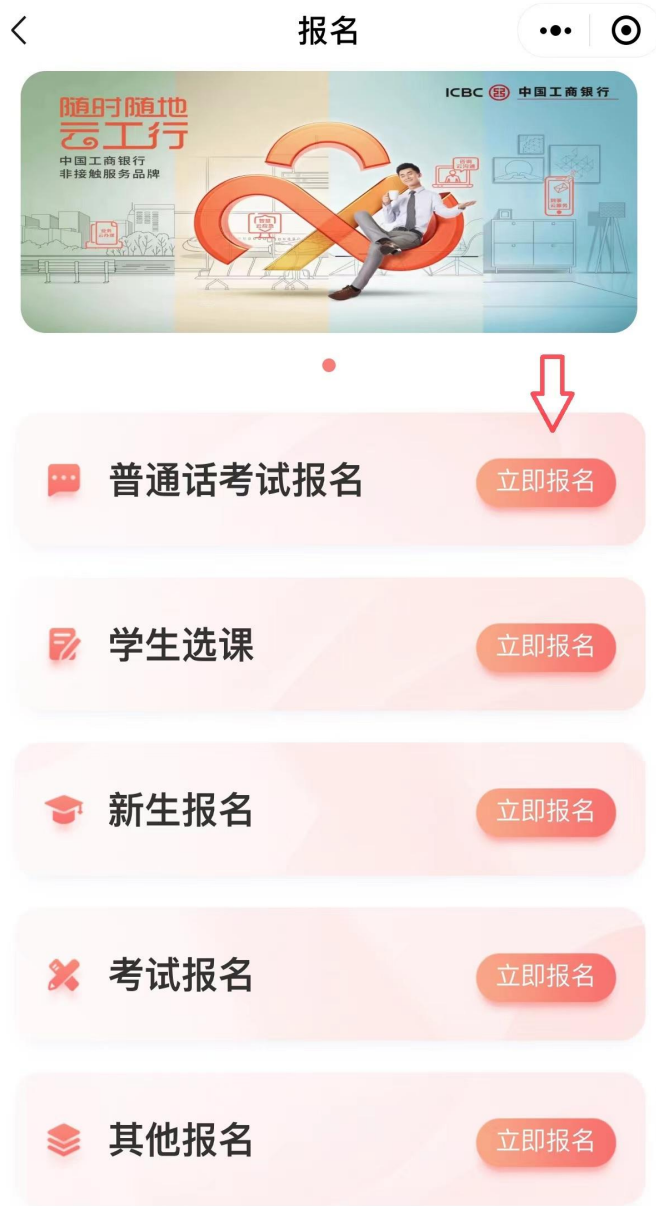 报名
随时随地
云工行
中国工商银行
非接触服务品牌
ICBC 中国工商银行
普通话考试报名
立即报名
学生选课
立即报名
新生报名
立即报名
考试报名
立即报名
其他报名
立即报名